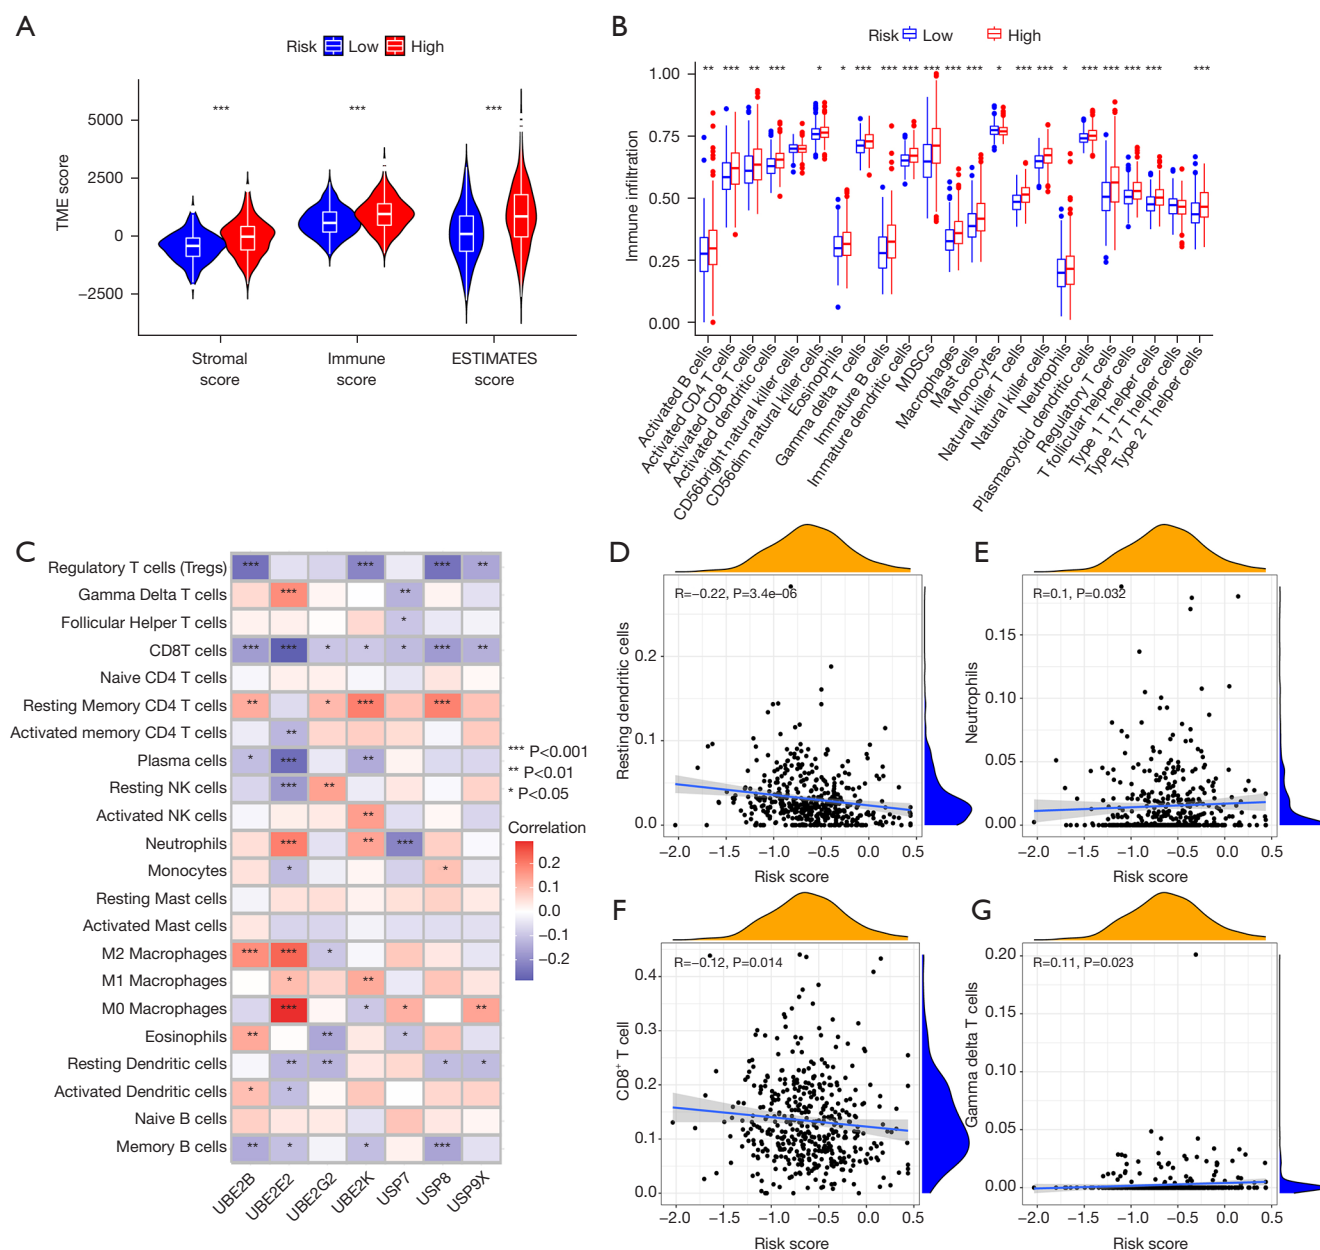 A
Risk Low High
TME score
5000
2500
0
−2500
*** *** ***
Stromal score
Immune score
ESTIMATES score
B
Risk Low High
Immune infiltration
1.00
0.75
0.50
0.25
0.00
** *** ** *** * * *** *** *** *** *** *** * *** *** * *** *** *** *** ***
Activated B cells
Activated CD4 T cells
Activated CD8 T cells
Activated dendritic cells
CD56bright natural killer cells
CD56dim natural killer cells
Eosinophils
Gamma delta T cells
Immature B cells
Immature dendritic cells
MDSCs
Macrophages
Mast cells
Monocytes
Natural killer T cells
Natural killer cells
Neutrophils
Plasmacytoid dendritic cells
Regulatory T cells
T follicular helper cells
Type 1 T helper cells
Type 17 T helper cells
Type 2 T helper cells
C
Regulatory T cells (Tregs) *** *** *** **
Gamma Delta T cells *** **
Follicular Helper T cells *
CD8T cells *** *** * * * *** **
Naive CD4 T cells
Resting Memory CD4 T cells ** * *** ***
Activated memory CD4 T cells **
Plasma cells * *** **
Resting NK cells *** **
Activated NK cells **
Neutrophils *** ** ***
Monocytes * *
Resting Mast cells
Activated Mast cells
M2 Macrophages *** *** *
M1 Macrophages * **
M0 Macrophages *** * * **
Eosinophils ** ** *
Resting Dendritic cells ** ** * *
Activated Dendritic cells * *
Naive B cells
Memory B cells ** * * ***
UBE2B
UBE2E2
UBE2G2
UBE2K
USP7
USP8
USP9X
*** P<0.001
** P<0.01
* P<0.05
Correlation
0.2
0.1
0.0
−0.1
−0.2
D
R=−0.22, P=3.4e−06
Resting dendritic cells
0.2
0.1
0.0
−2.0 −1.5 −1.0 −0.5 0.0 0.5
Risk score
E
R=0.1, P=0.032
Neutrophils
0.15
0.10
0.05
0.00
−2.0 −1.5 −1.0 −0.5 0.0 0.5
Risk score
F
R=−0.12, P=0.014
CD8⁺ T cell
0.4
0.3
0.2
0.1
0.0
−2.0 −1.5 −1.0 −0.5 0.0 0.5
Risk score
G
R=0.11, P=0.023
Gamma delta T cells
0.20
0.15
0.10
0.05
0.00
−2.0 −1.5 −1.0 −0.5 0.0 0.5
Risk score